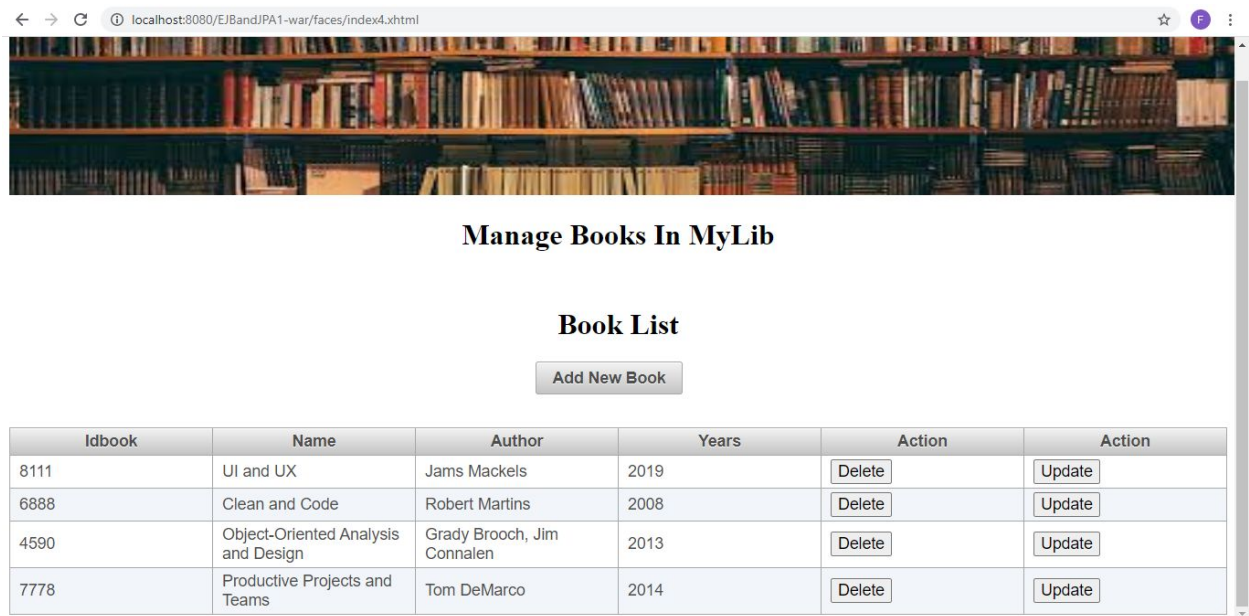 localhost:8080/EJBandJPA1-war/faces/index4.xhtml
F
Manage Books In MyLib
Book List
Add New Book
Idbook Name Author Years Action Action
8111 UI and UX Jams Mackels 2019 Delete Update
6888 Clean and Code Robert Martins 2008 Delete Update
4590 Object-Oriented Analysis and Design Grady Brooch, Jim Connalen 2013 Delete Update
7778 Productive Projects and Teams Tom DeMarco 2014 Delete Update